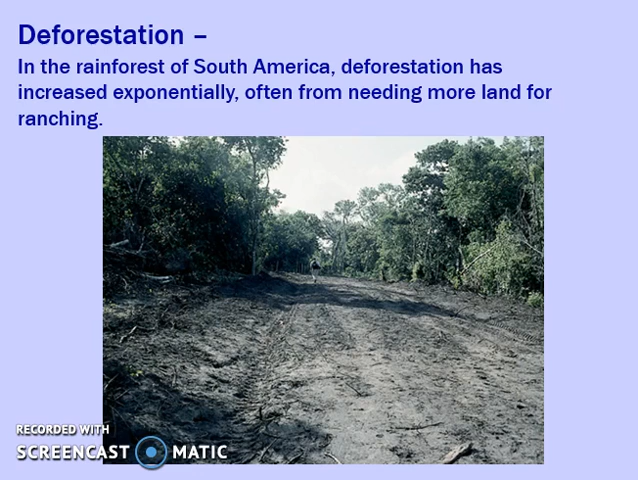 Deforestation –
In the rainforest of South America, deforestation has
increased exponentially, often from needing more land for
ranching.
RECORDED WITH
SCREENCAST MATIC